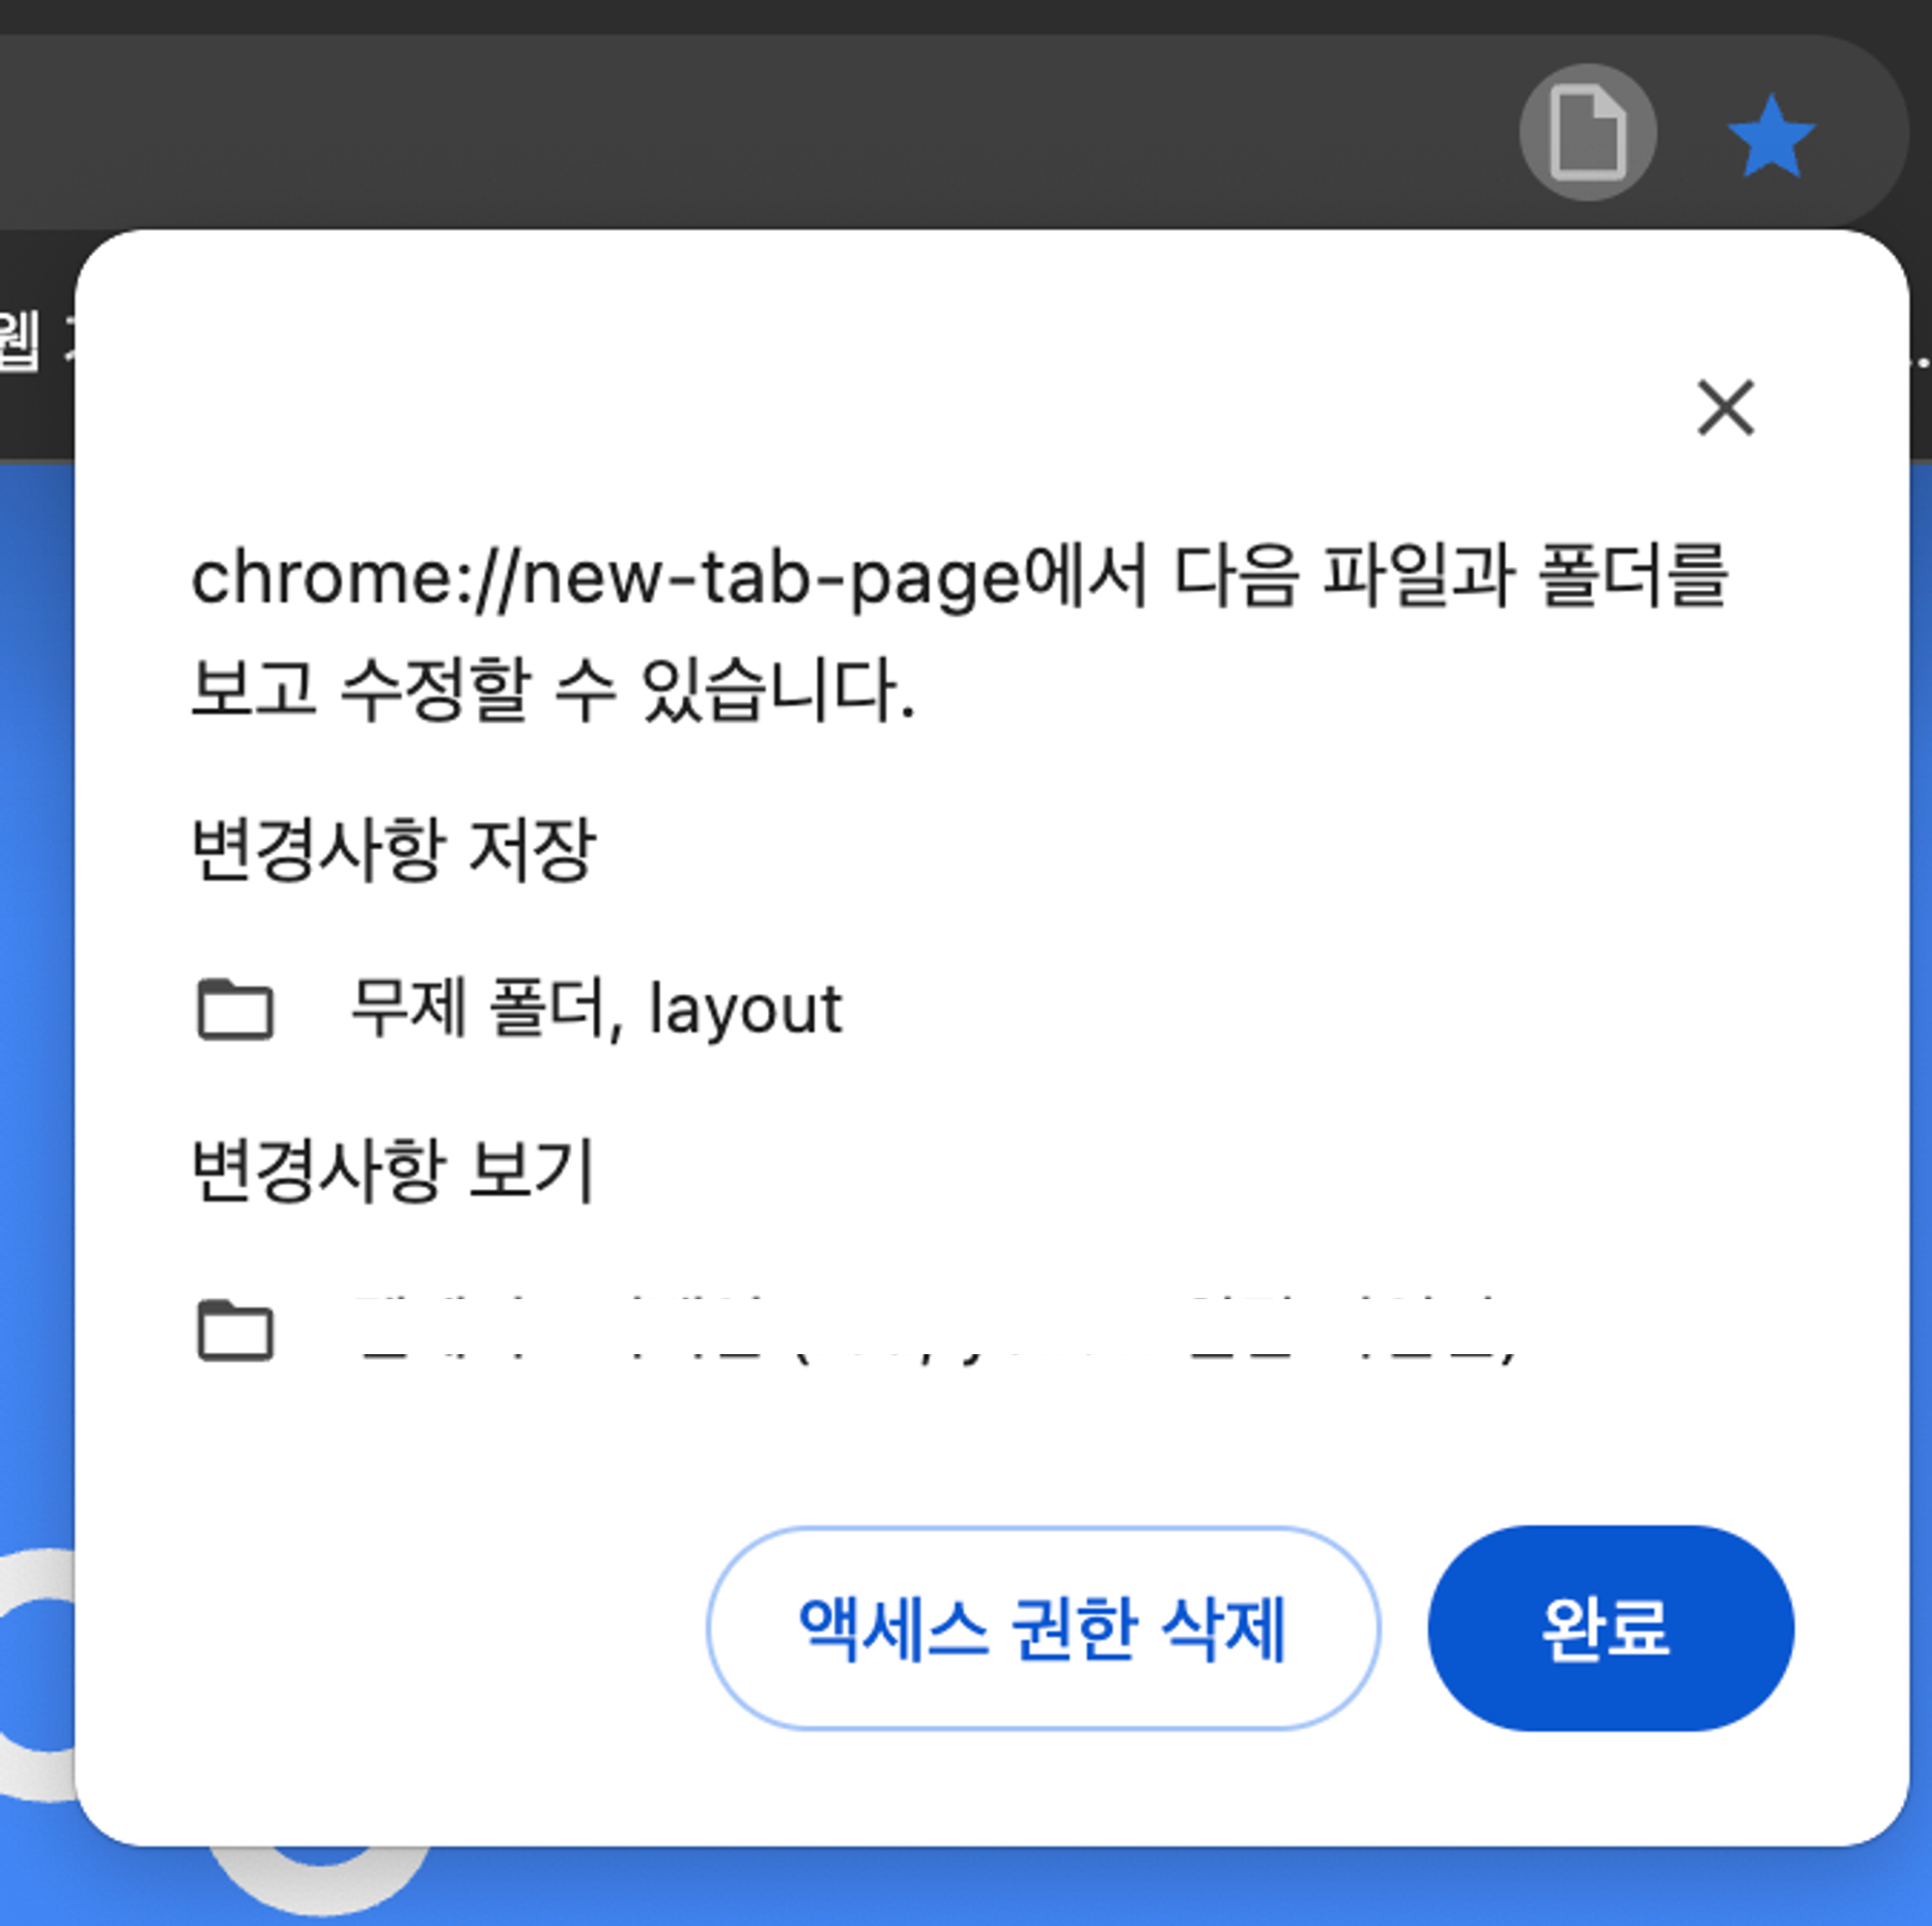 웹
chrome://new-tab-page에서 다음 파일과 폴더를
보고 수정할 수 있습니다.
변경사항 저장
무제 폴더, layout
변경사항 보기
액세스 권한 삭제
완료